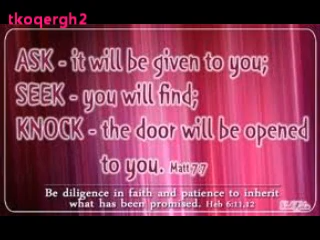 tkoqergh2
ASK - it will be given to you;
SEEK - you will find;
KNOCK - the door will be opened
to you. Matt 7:7
Be diligence in faith and patience to inherit
what has been promised. Heb 6:11,12